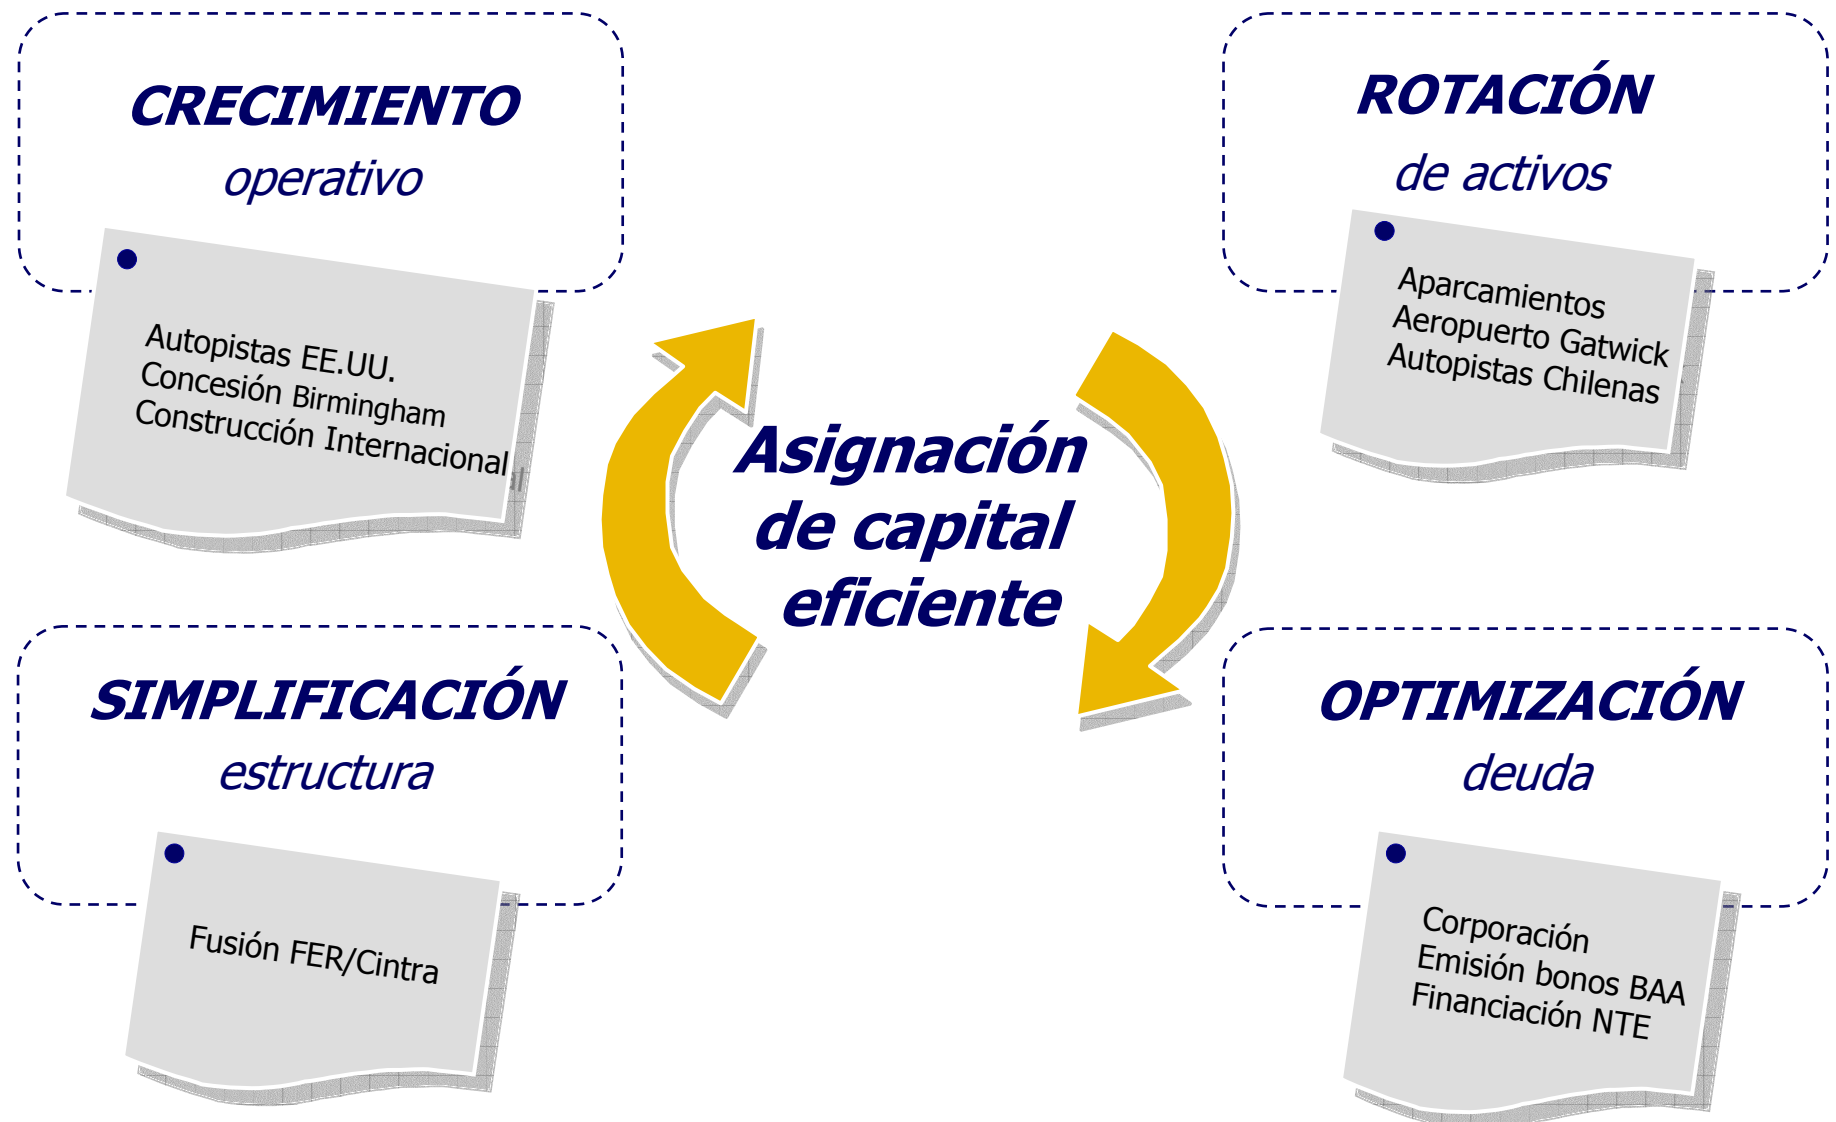 CRECIMIENTO
operativo
Autopistas EE.UU.
Concesión Birmingham
Construcción Internacional
ROTACIÓN
de activos
Aparcamientos
Aeropuerto Gatwick
Autopistas Chilenas
Asignación
de capital
eficiente
SIMPLIFICACIÓN
estructura
Fusión FER/Cintra
OPTIMIZACIÓN
deuda
Corporación
Emisión bonos BAA
Financiación NTE